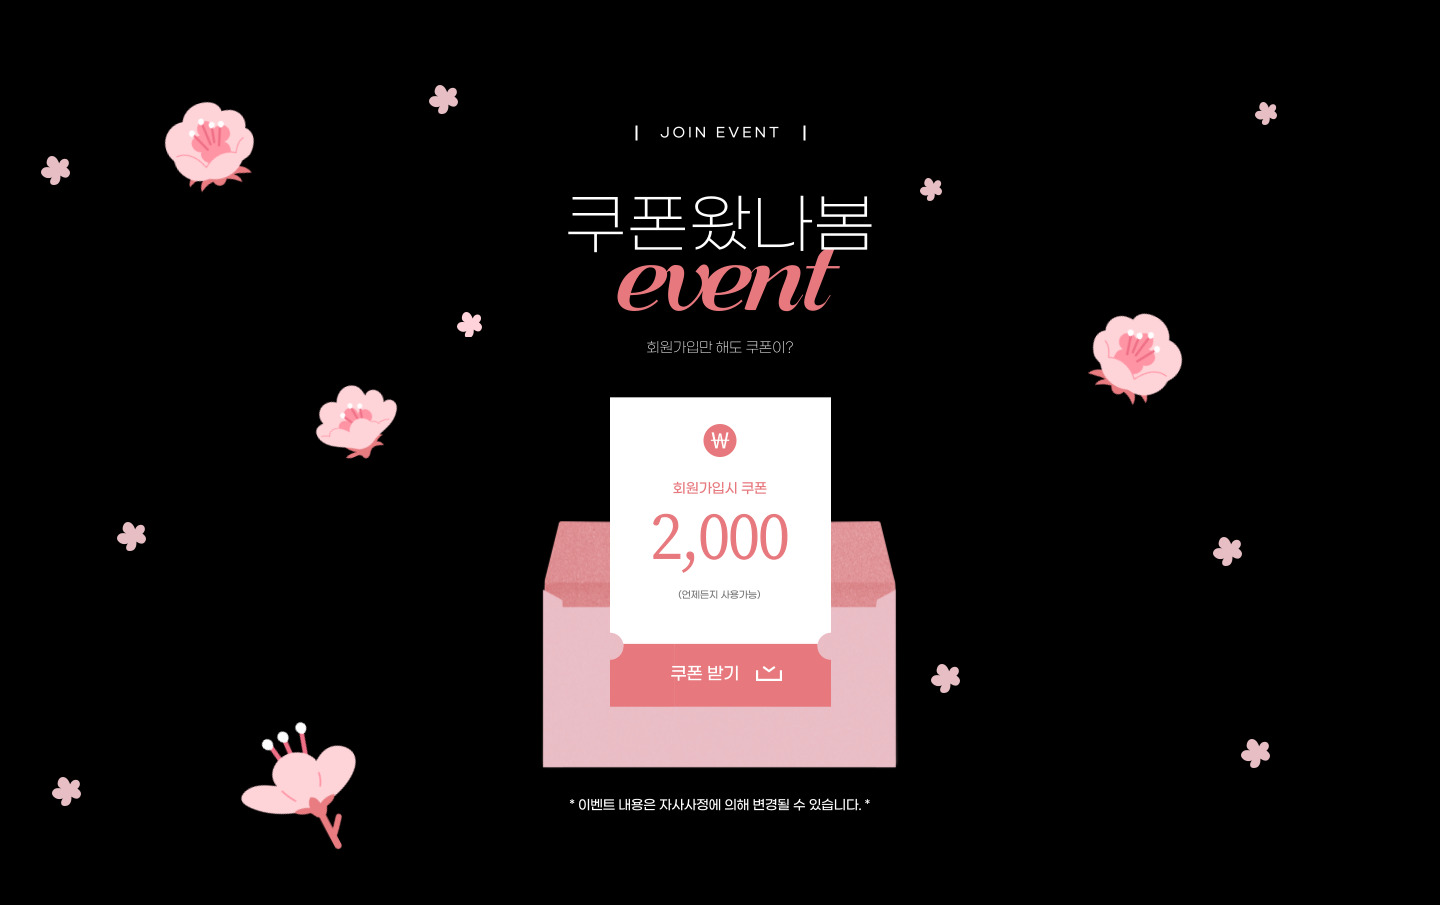 | JOIN EVENT |
쿠폰왔나봄
event
회원가입만 해도 쿠폰이?
₩
회원가입시 쿠폰
2,000
(언제든지 사용가능)
쿠폰 받기
* 이벤트 내용은 자사사정에 의해 변경될 수 있습니다. *